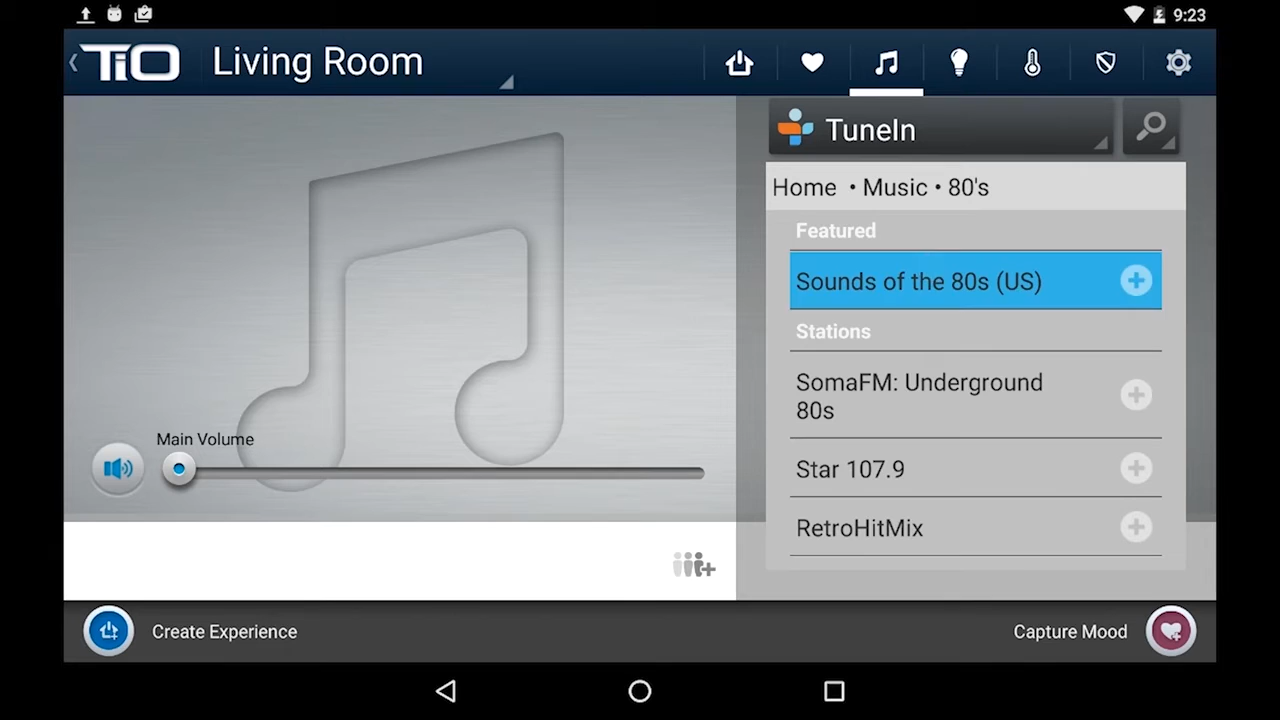 9:23
TiO
Living Room
TuneIn
Home • Music • 80's
Featured
Sounds of the 80s (US)
Stations
SomaFM: Underground
80s
Star 107.9
RetroHitMix
Main Volume
Create Experience
Capture Mood